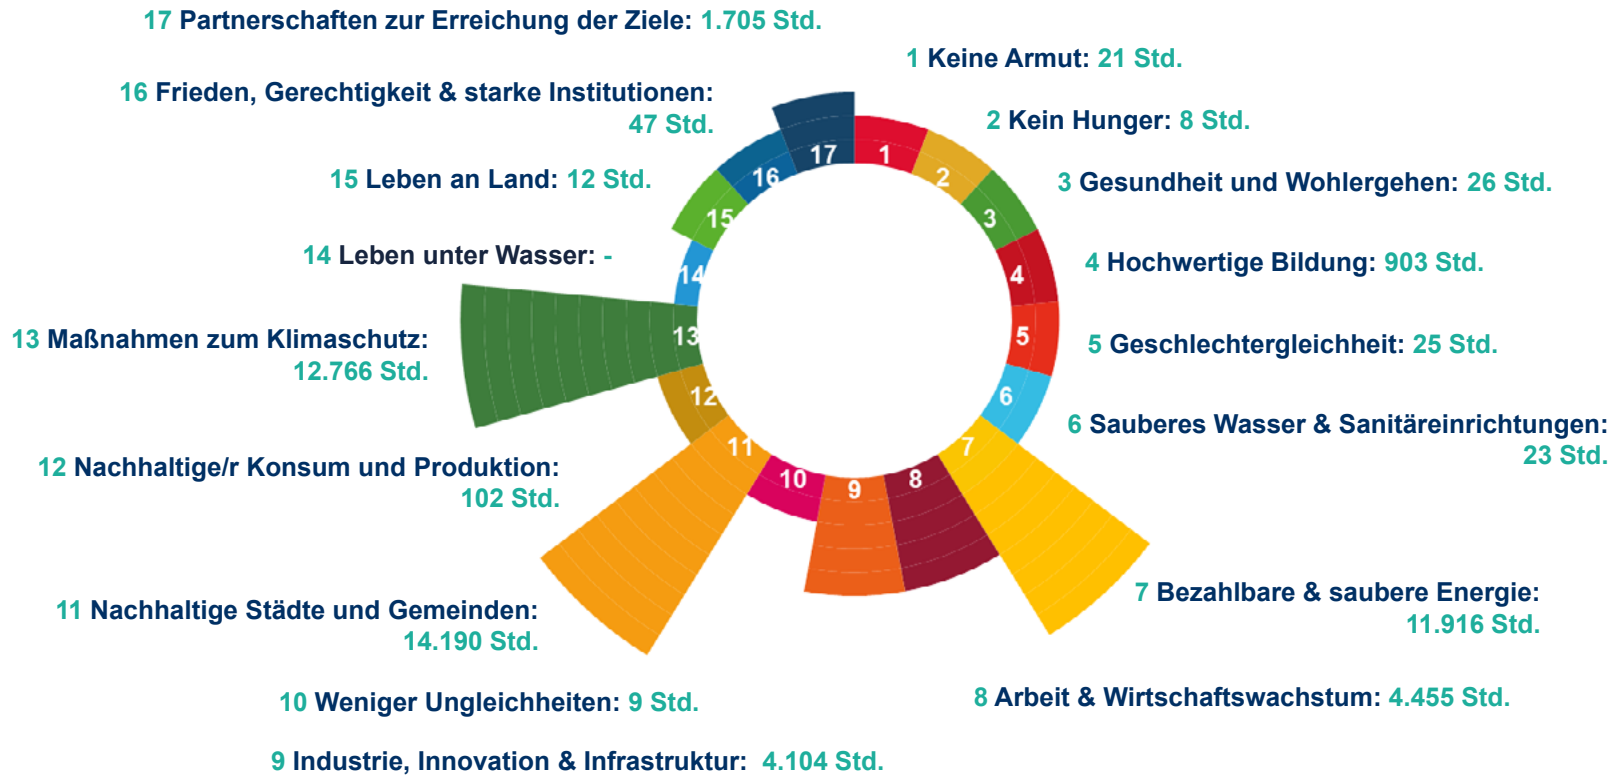 17 Partnerschaften zur Erreichung der Ziele: 1.705 Std.
1 Keine Armut: 21 Std.
16 Frieden, Gerechtigkeit & starke Institutionen:
47 Std.
2 Kein Hunger: 8 Std.
15 Leben an Land: 12 Std.
3 Gesundheit und Wohlergehen: 26 Std.
14 Leben unter Wasser: -
4 Hochwertige Bildung: 903 Std.
13 Maßnahmen zum Klimaschutz:
12.766 Std.
5 Geschlechtergleichheit: 25 Std.
6 Sauberes Wasser & Sanitäreinrichtungen:
23 Std.
12 Nachhaltige/r Konsum und Produktion:
102 Std.
7 Bezahlbare & saubere Energie:
11.916 Std.
11 Nachhaltige Städte und Gemeinden:
14.190 Std.
10 Weniger Ungleichheiten: 9 Std.
8 Arbeit & Wirtschaftswachstum: 4.455 Std.
9 Industrie, Innovation & Infrastruktur: 4.104 Std.
1
2
3
4
5
6
7
8
9
10
11
12
13
14
15
16
17